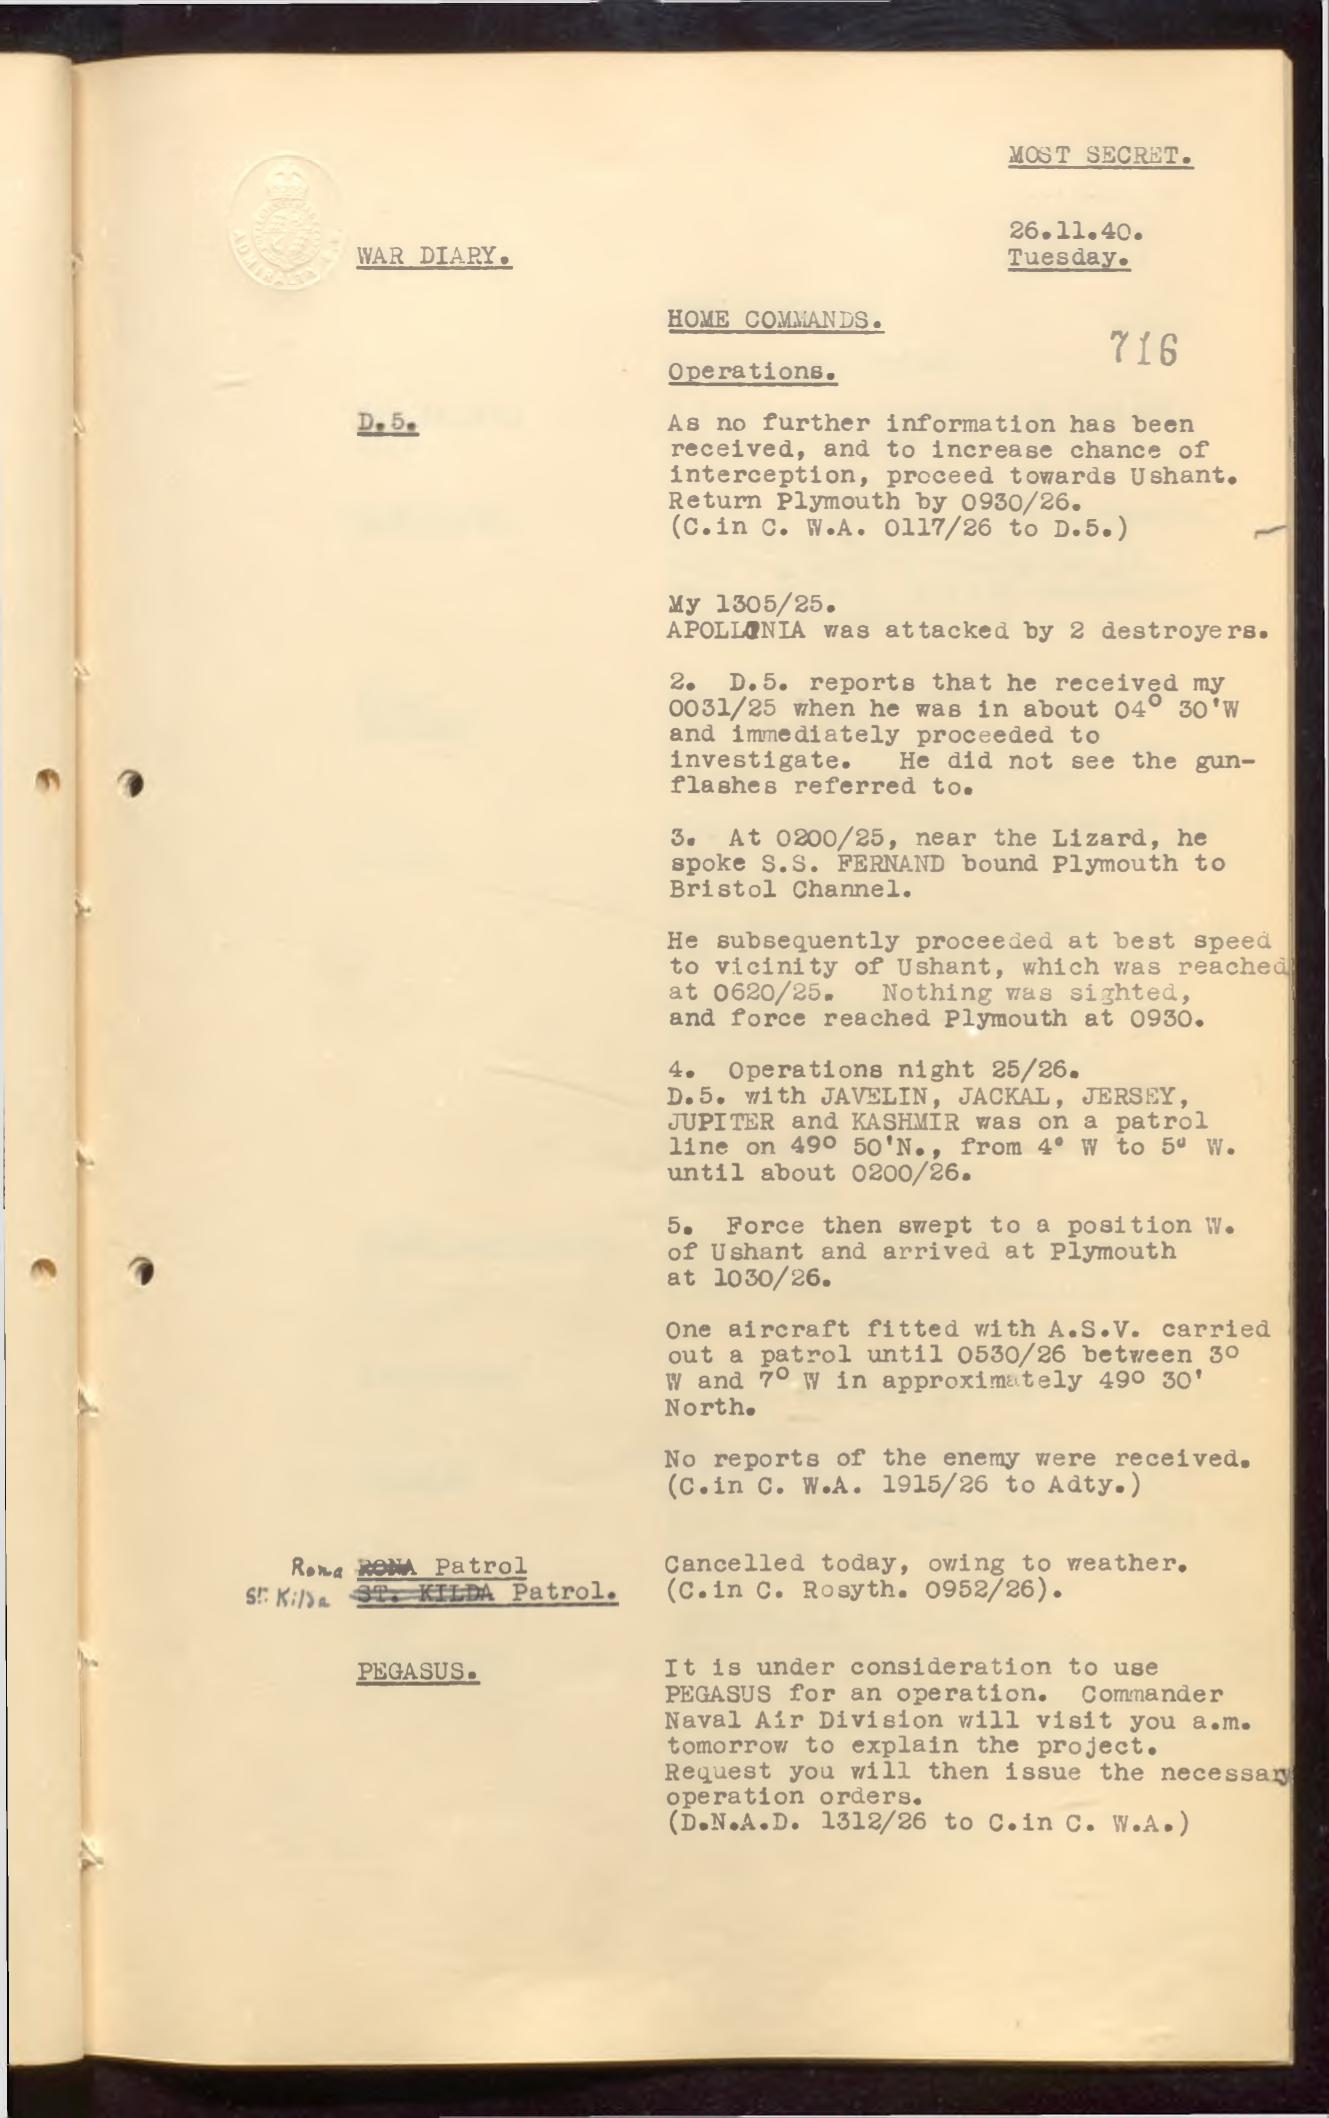 MOST SECRET.
26.11.40.
WAR DIARY.
Tuesday.
HOME COMMANDS.
716
Operations.
D.5.
As no further information has been
received, and to increase chance of
interception, proceed towards Ushant.
Return Plymouth by 0930/26.
(C.in C. W.A. 0117/26 to D.5.)
My 1305/25.
APOLLONIA was attacked by 2 destroyers.
2. D.5. reports that he received my
0031/25 when he was in about 04° 30'W
and immediately proceeded to
investigate. He did not see the gun-
flashes referred to.
3. At 0200/25, near the Lizard, he
spoke S.S. FERNAND bound Plymouth to
Bristol Channel.
He subsequently proceeded at best speed
to vicinity of Ushant, which was reached
at 0620/25. Nothing was sighted,
and force reached Plymouth at 0930.
4. Operations night 25/26.
D.5. with JAVELIN, JACKAL, JERSEY,
JUPITER and KASHMIR was on a patrol
line on 49° 50'N., from 4° W to 5° W.
until about 0200/26.
5. Force then swept to a position W.
of Ushant and arrived at Plymouth
at 1030/26.
One aircraft fitted with A.S.V. carried
out a patrol until 0530/26 between 3°
W and 7° W in approximately 49° 30'
North.
No reports of the enemy were received.
(C.in C. W.A. 1915/26 to Adty.)
Rona RONA Patrol
St. Kilda ST. KILDA Patrol.
Cancelled today, owing to weather.
(C.in C. Rosyth. 0952/26).
PEGASUS.
It is under consideration to use
PEGASUS for an operation. Commander
Naval Air Division will visit you a.m.
tomorrow to explain the project.
Request you will then issue the necessary
operation orders.
(D.N.A.D. 1312/26 to C.in C. W.A.)